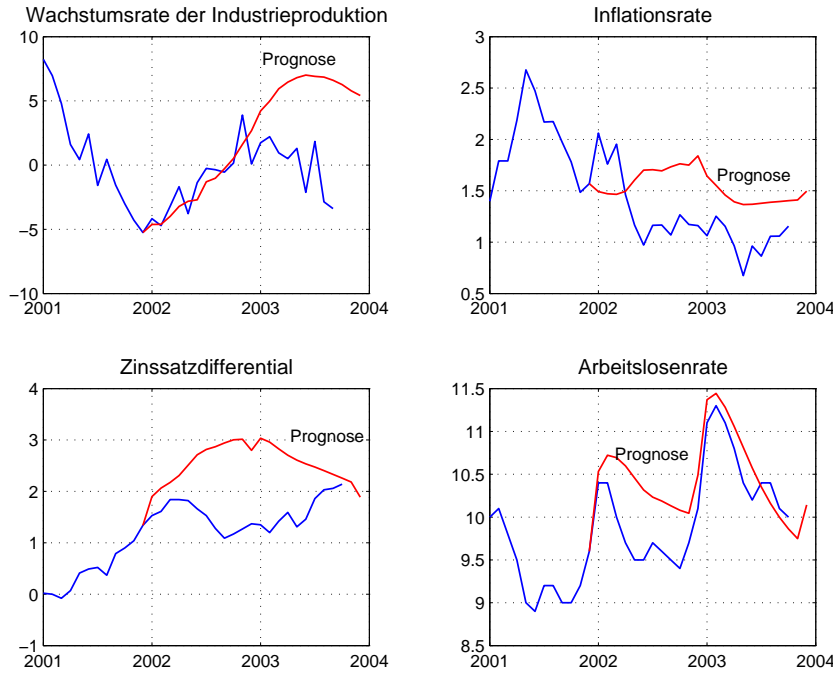 Wachstumsrate der Industrieproduktion
10
5
0
−5
−10
2001 2002 2003 2004
Prognose
Inflationsrate
3
2.5
2
1.5
1
0.5
2001 2002 2003 2004
Prognose
Zinssatzdifferential
4
3
2
1
0
−1
2001 2002 2003 2004
Prognose
Arbeitslosenrate
11.5
11
10.5
10
9.5
9
8.5
2001 2002 2003 2004
Prognose